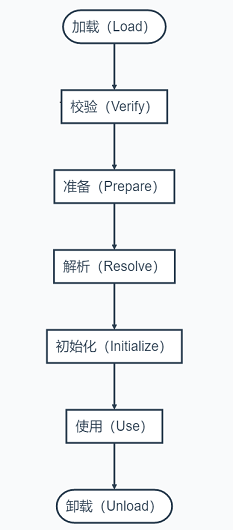 加载（Load）
校验（Verify）
准备（Prepare）
解析（Resolve）
初始化（Initialize）
使用（Use）
卸载（Unload）